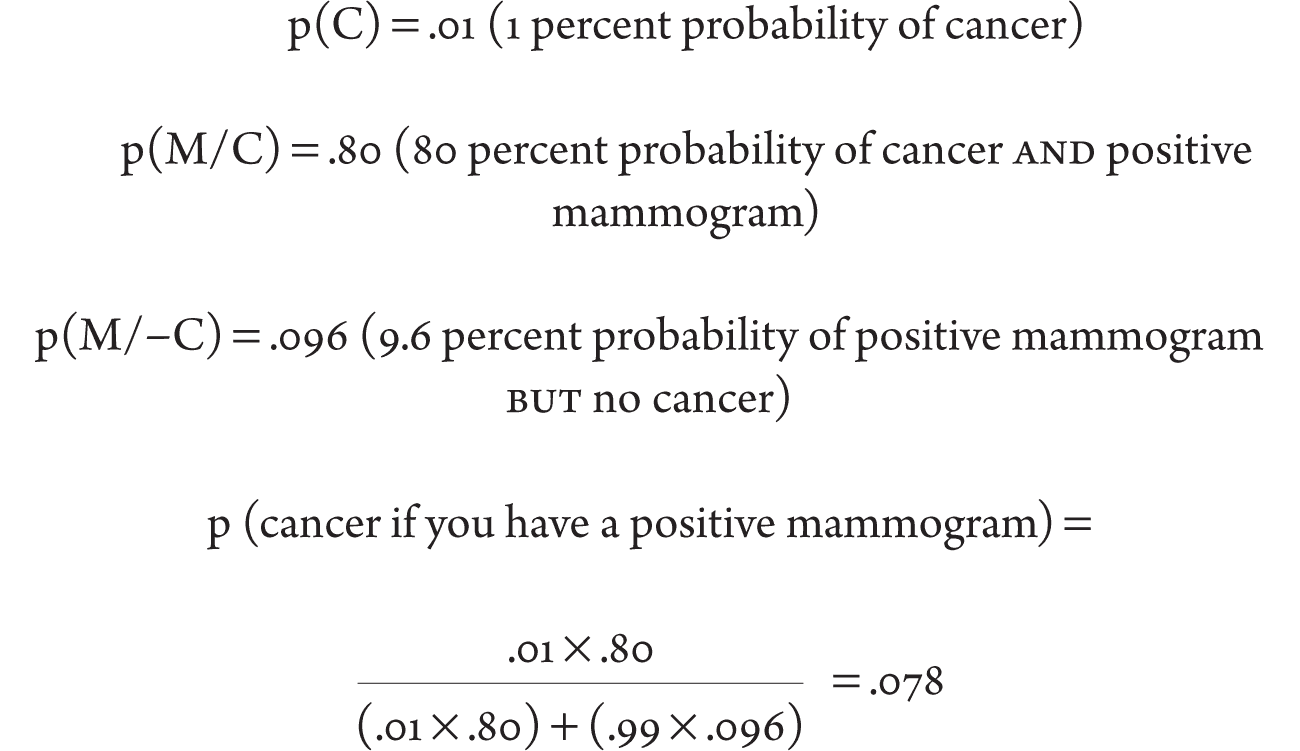 p(C) = .01 (1 percent probability of cancer)
p(M/C) = .80 (80 percent probability of cancer AND positive
mammogram)
p(M/–C) = .096 (9.6 percent probability of positive mammogram
BUT no cancer)
p (cancer if you have a positive mammogram) =
.01 × .80
(.01 × .80) + (.99 × .096)
= .078